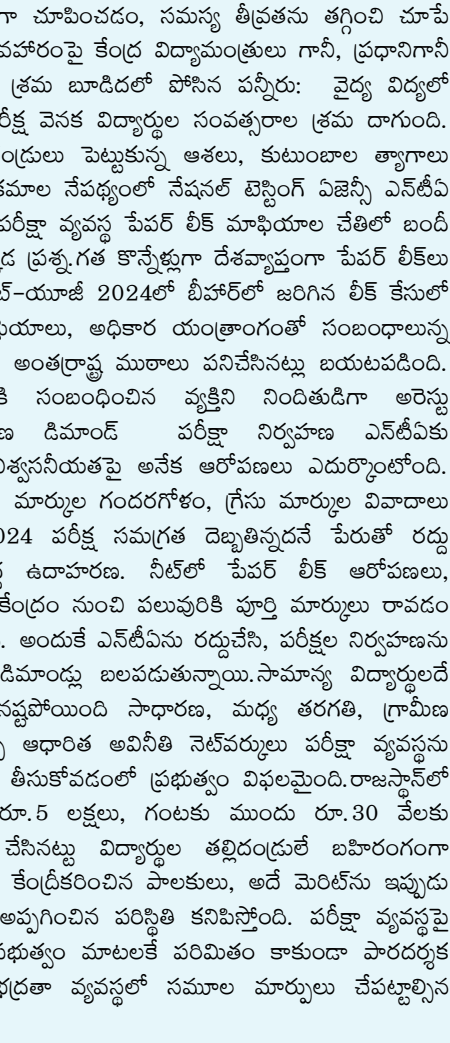 గా చూపించడం, సమస్య తీవ్రతను తగ్గించి చూపే
వహారంపై కేంద్ర విద్యామంత్రులు గానీ, ప్రధానిగానీ
శ్రమ బూడిదలో పోసిన పన్నీరు: వైద్య విద్యలో
రీక్ష వెనక విద్యార్థుల సంవత్సరాల శ్రమ దాగుంది.
ండ్రులు పెట్టుకున్న ఆశలు, కుటుంబాల త్యాగాలు
కమాల నేపథ్యంలో నేషనల్ టెస్టింగ్ ఏజెన్సీ ఎన్‌టీఏ
పరీక్షా వ్యవస్థ పేపర్ లీక్ మాఫియాల చేతిలో బందీ
డ ప్రశ్న.గత కొన్నేళ్లుగా దేశవ్యాప్తంగా పేపర్ లీక్‌లు
ట్-యూజీ 2024లో బీహార్‌లో జరిగిన లీక్ కేసులో
ఫియాలు, అధికార యంత్రాంగంతో సంబంధాలున్న
అంతర్రాష్ట్ర ముఠాలు పనిచేసినట్లు బయటపడింది.
కి సంబంధించిన వ్యక్తిని నిందితుడిగా అరెస్టు
ణ డిమాండ్ పరీక్షా నిర్వహణ ఎన్‌టీఏకు
విశ్వసనీయతపై అనేక ఆరోపణలు ఎదుర్కొంటోంది.
మార్కుల గందరగోళం, గ్రేసు మార్కుల వివాదాలు
024 పరీక్ష సమగ్రత దెబ్బతిన్నదనే పేరుతో రద్దు
ఉదాహరణ. నీట్‌లో పేపర్ లీక్ ఆరోపణలు,
కేంద్రం నుంచి పలువురికి పూర్తి మార్కులు రావడం
. అందుకే ఎన్‌టీఏను రద్దుచేసి, పరీక్షల నిర్వహణను
డిమాండ్లు బలపడుతున్నాయి.సామాన్య విద్యార్థులదే
నష్టపోయింది సాధారణ, మధ్య తరగతి, గ్రామీణ
ఆధారిత అవినీతి నెట్‌వర్కులు పరీక్షా వ్యవస్థను
తీసుకోవడంలో ప్రభుత్వం విఫలమైంది.రాజస్థాన్‌లో
రూ.5 లక్షలు, గంటకు ముందు రూ.30 వేలకు
చేసినట్టు విద్యార్థుల తల్లిదండ్రులే బహిరంగంగా
కేంద్రీకరించిన పాలకులు, అదే మెరిట్‌ను ఇప్పుడు
అప్పగించిన పరిస్థితి కనిపిస్తోంది. పరీక్షా వ్యవస్థపై
పభుత్వం మాటలకే పరిమితం కాకుండా పారదర్శక
భద్రతా వ్యవస్థలో సమూల మార్పులు చేపట్టాల్సిన